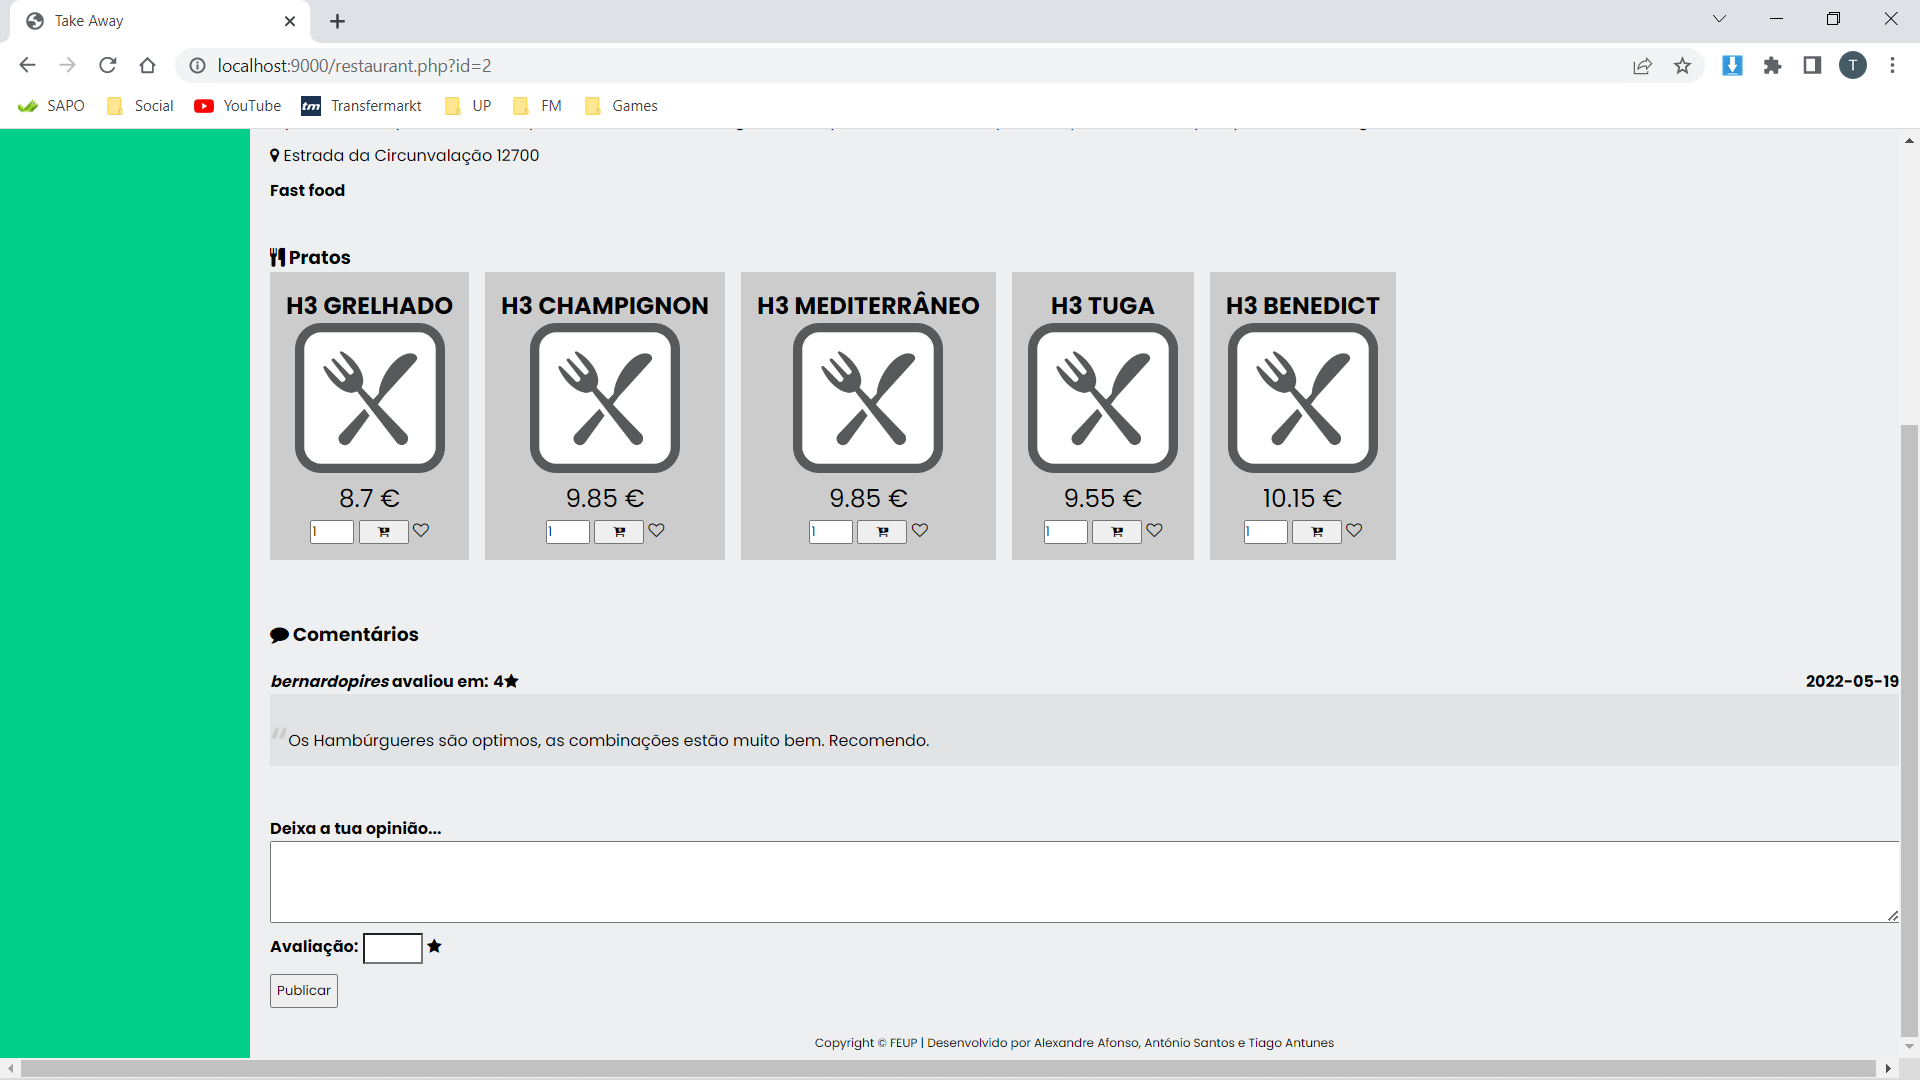 Take Away
localhost:9000/restaurant.php?id=2
T
SAPO Social YouTube tm Transfermarkt UP FM Games
Estrada da Circunvalação 12700
Fast food
Pratos
H3 GRELHADO H3 CHAMPIGNON H3 MEDITERRÂNEO H3 TUGA H3 BENEDICT
8.7 € 9.85 € 9.85 € 9.55 € 10.15 €
1 1 1 1 1
Comentários
bernardopires avaliou em: 4★ 2022-05-19
“Os Hambúrgueres são optimos, as combinações estão muito bem. Recomendo.
Deixa a tua opinião...
Avaliação: ★
Publicar
Copyright © FEUP | Desenvolvido por Alexandre Afonso, António Santos e Tiago Antunes